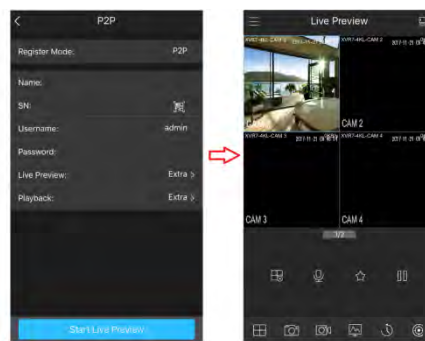 P2P
Register Mode: P2P
Name:
SN:
Username: admin
Password:
Live Preview: Extra >
Playback: Extra >
Start Live Preview
Live Preview
CAM 2
CAM 3
CAM 4
1/2